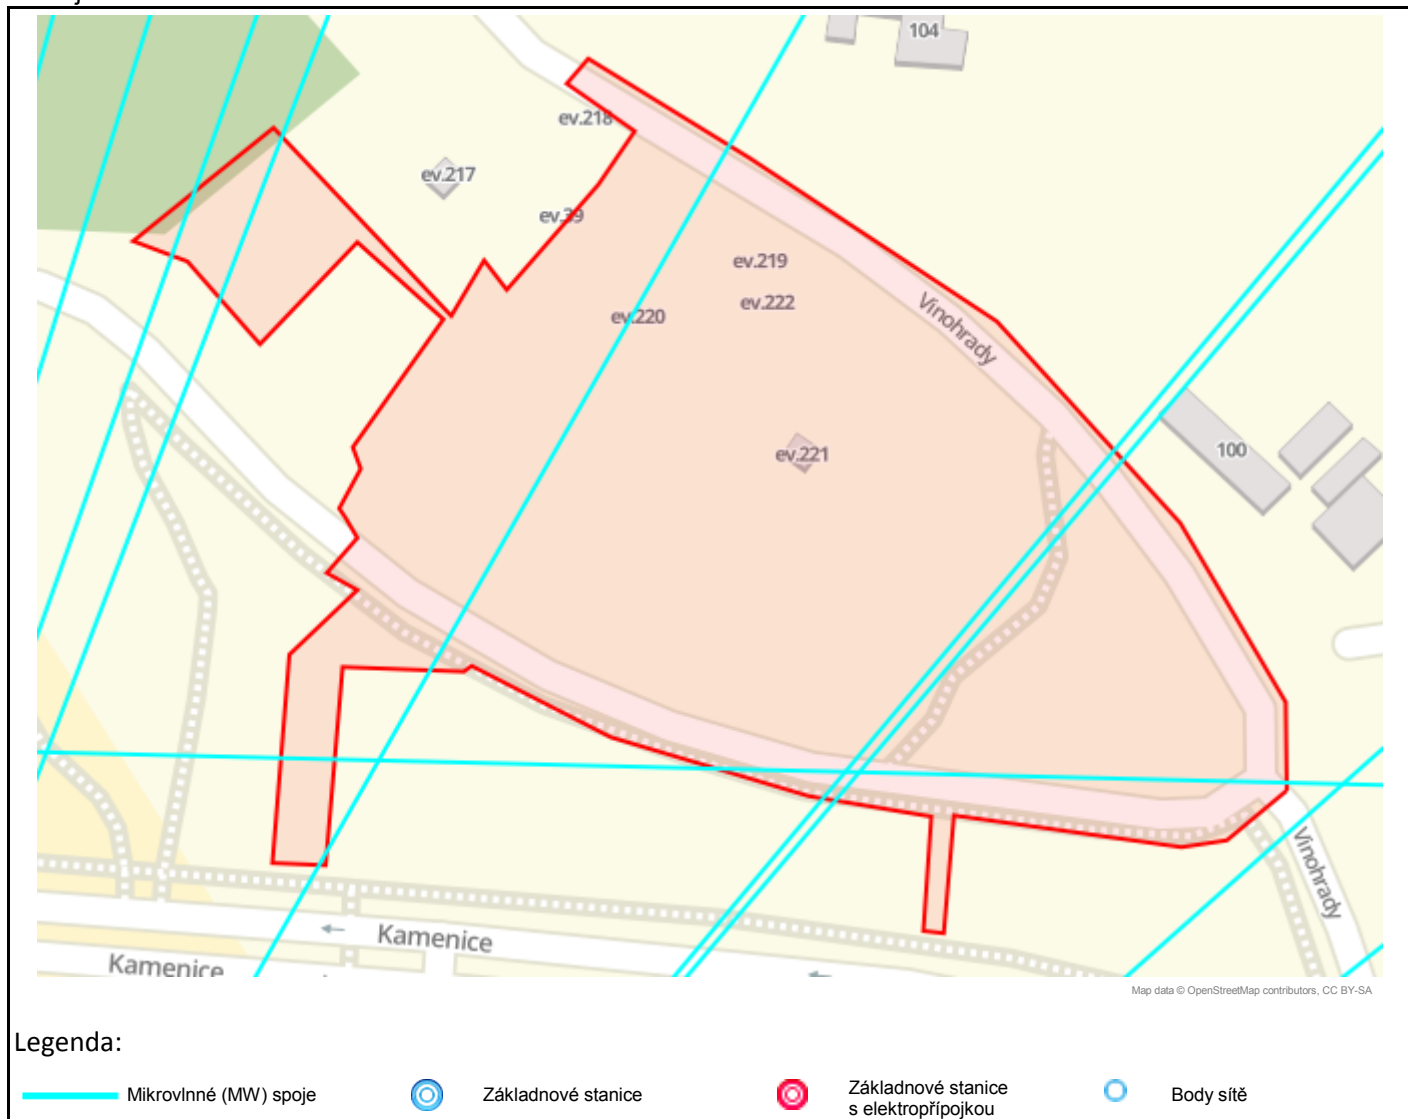 104
ev.218
ev.217
ev.39
ev.219
ev.222
ev.220
Vinohrady
ev.221
100
Vinohrady
Kamenice
Kamenice
Map data © OpenStreetMap contributors, CC BY-SA
Legenda:
Mikrovlnné (MW) spoje
Základnové stanice
Základnové stanice
s elektropřípojkou
Body sítě